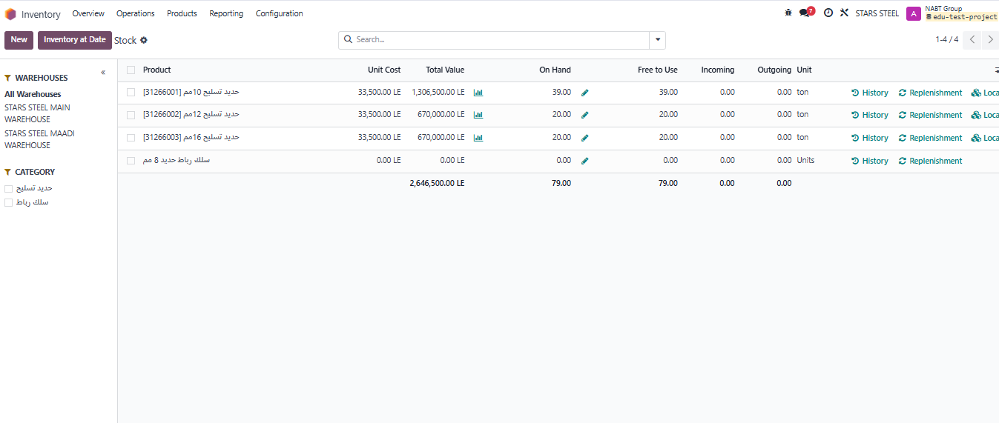 Inventory Overview Operations Products Reporting Configuration 7 STARS STEEL A NABT Group
edu-test-project
New Inventory at Date Stock Search... 1-4 / 4
WAREHOUSES
All Warehouses
STARS STEEL MAIN
WAREHOUSE
STARS STEEL MAADI
WAREHOUSE
CATEGORY
حديد تسليح
سلك رباط
Product Unit Cost Total Value On Hand Free to Use Incoming Outgoing Unit
[31266001] حديد تسليح 10مم 33,500.00 LE 1,306,500.00 LE 39.00 39.00 0.00 0.00 ton History Replenishment Loca
[31266002] حديد تسليح 12مم 33,500.00 LE 670,000.00 LE 20.00 20.00 0.00 0.00 ton History Replenishment Loca
[31266003] حديد تسليح 16مم 33,500.00 LE 670,000.00 LE 20.00 20.00 0.00 0.00 ton History Replenishment Loca
سلك رباط حديد 8 مم 0.00 LE 0.00 LE 0.00 0.00 0.00 0.00 Units History Replenishment
2,646,500.00 LE 79.00 79.00 0.00 0.00